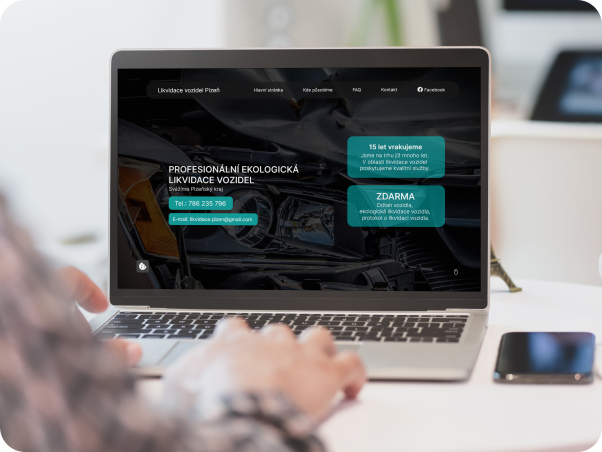 Likvidace vozidel Plzeň
Hlavní stránka
Kde působíme
FAQ
Kontakt
Facebook
PROFESIONÁLNÍ EKOLOGICKÁ
LIKVIDACE VOZIDEL
Svážíme Plzeňský kraj
Tel.: 786 235 796
E-mail: likvidace.plzen@gmail.com
15 let vrakujeme
Jsme na trhu již mnoho let.
V oblasti likvidace vozidel
poskytujeme kvalitní služby.
ZDARMA
Odtah vozidla,
ekologická likvidace vozidla,
protokol o likvidaci vozidla.